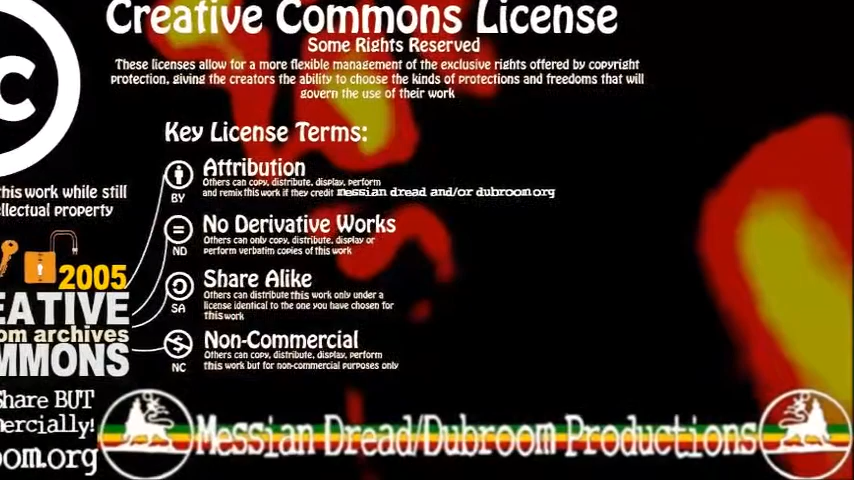 Creative Commons License
Some Rights Reserved
These licenses allow for a more flexible management of the exclusive rights offered by copyright
protection, giving the creators the ability to choose the kinds of protections and freedoms that will
govern the use of their work
Key License Terms:
Attribution
Others can copy, distribute, display, perform
and remix this work if they credit messian dread and/or dubroom.org
BY
No Derivative Works
Others can only copy, distribute, display or
perform verbatim copies of this work
ND
Share Alike
Others can distribute this work only under a
license identical to the one you have chosen for
this work
SA
Non-Commercial
Others can copy, distribute, display, perform
this work but for non-commercial purposes only
NC
this work while still
ellectual property
2005
EATIVE
om archives
MMONS
Share BUT
ercially!
oom.org
Messian Dread/Dubroom Productions